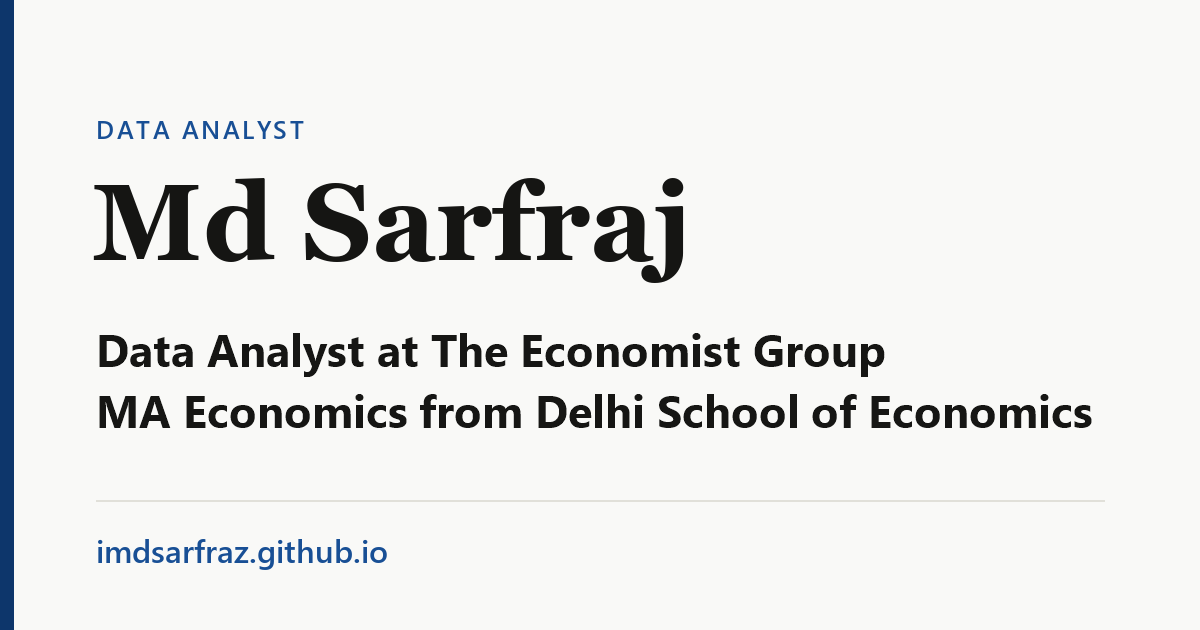 DATA ANALYST
Md Sarfraj
Data Analyst at The Economist Group
MA Economics from Delhi School of Economics
imdsarfraz.github.io